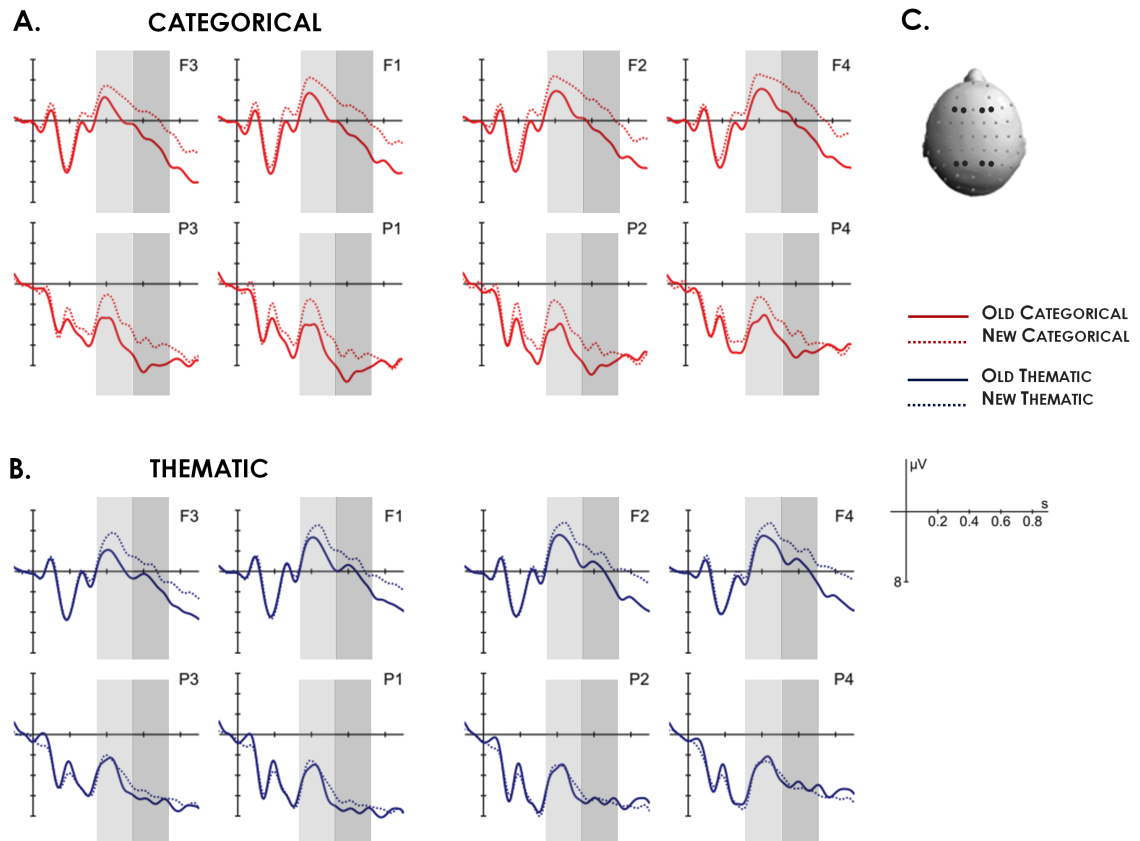 A.
CATEGORICAL
C.
F3
F1
F2
F4
P3
P1
P2
P4
OLD CATEGORICAL
NEW CATEGORICAL
OLD THEMATIC
NEW THEMATIC
B.
THEMATIC
µV
s
0.2 0.4 0.6 0.8
8
F3
F1
F2
F4
P3
P1
P2
P4